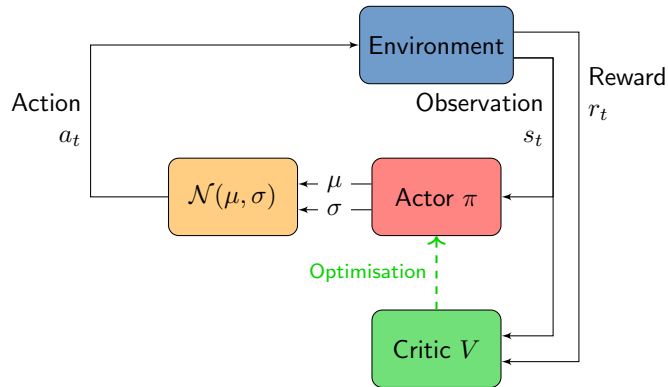 Environment
Reward
r_t
Action
a_t
Observation
s_t
𝒩(μ, σ)
μ
σ
Actor π
Optimisation
Critic V